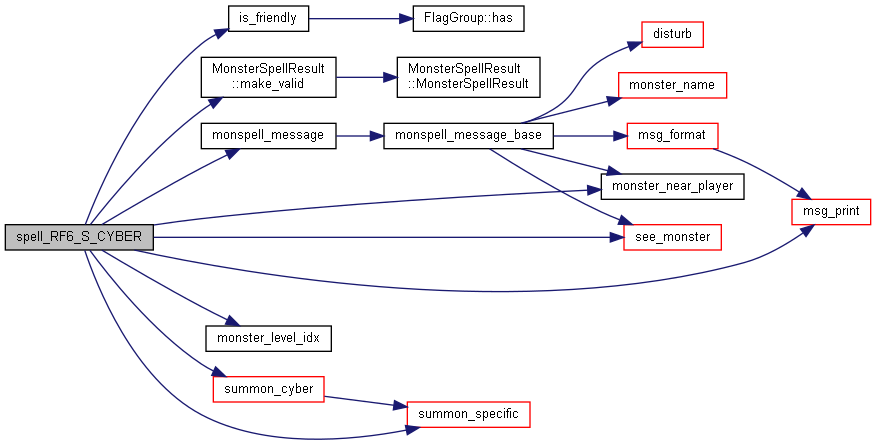 is_friendly
FlagGroup::has
disturb
MonsterSpellResult
::make_valid
MonsterSpellResult
::MonsterSpellResult
monster_name
monspell_message
monspell_message_base
msg_format
monster_near_player
msg_print
spell_RF6_S_CYBER
see_monster
monster_level_idx
summon_cyber
summon_specific